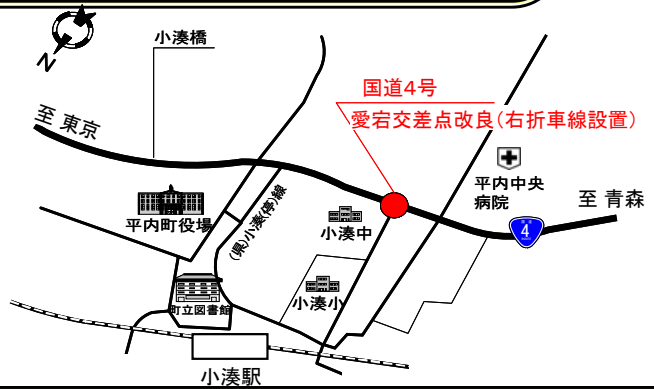 N
小湊橋
国道4号
愛宕交差点改良(右折車線設置)
至 東京
平内中央
病院
至 青森
4
平内町役場
(県)小湊(停)線
小湊中
町立図書館
小湊小
小湊駅